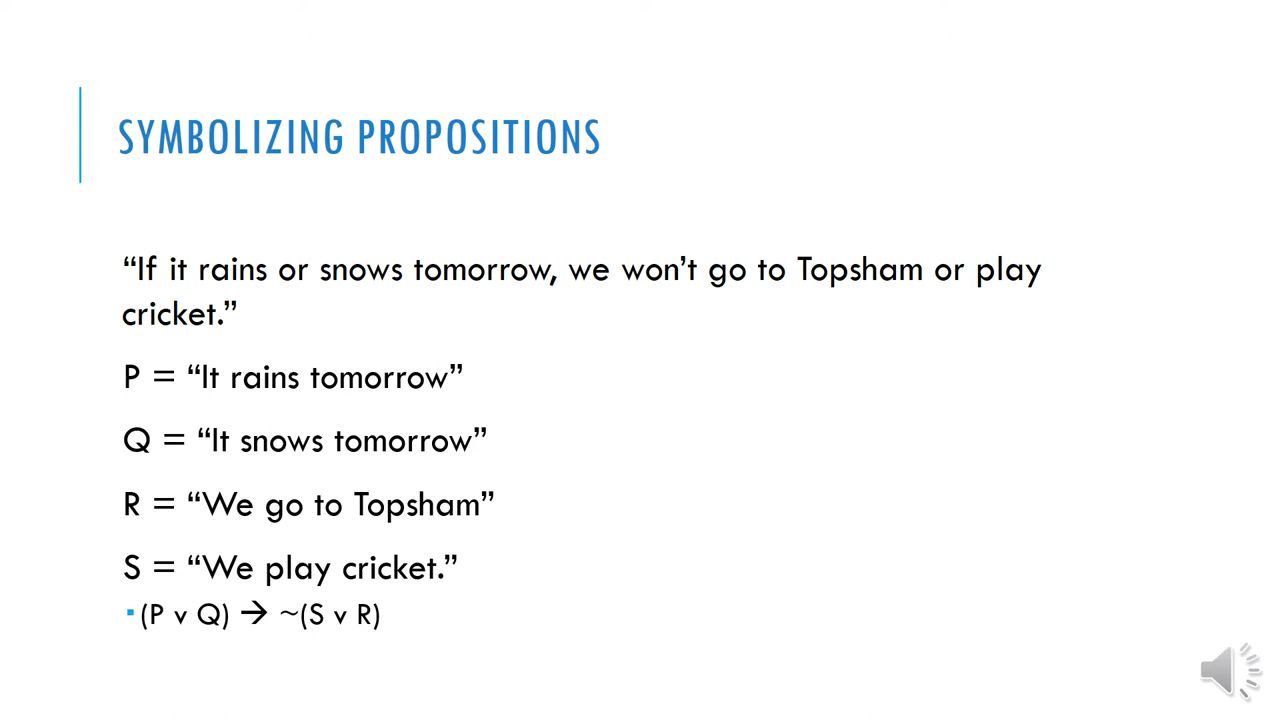 SYMBOLIZING PROPOSITIONS
“If it rains or snows tomorrow, we won’t go to Topsham or play
cricket.”
P = “It rains tomorrow”
Q = “It snows tomorrow”
R = “We go to Topsham”
S = “We play cricket.”
▪ (P v Q) → ~(S v R)